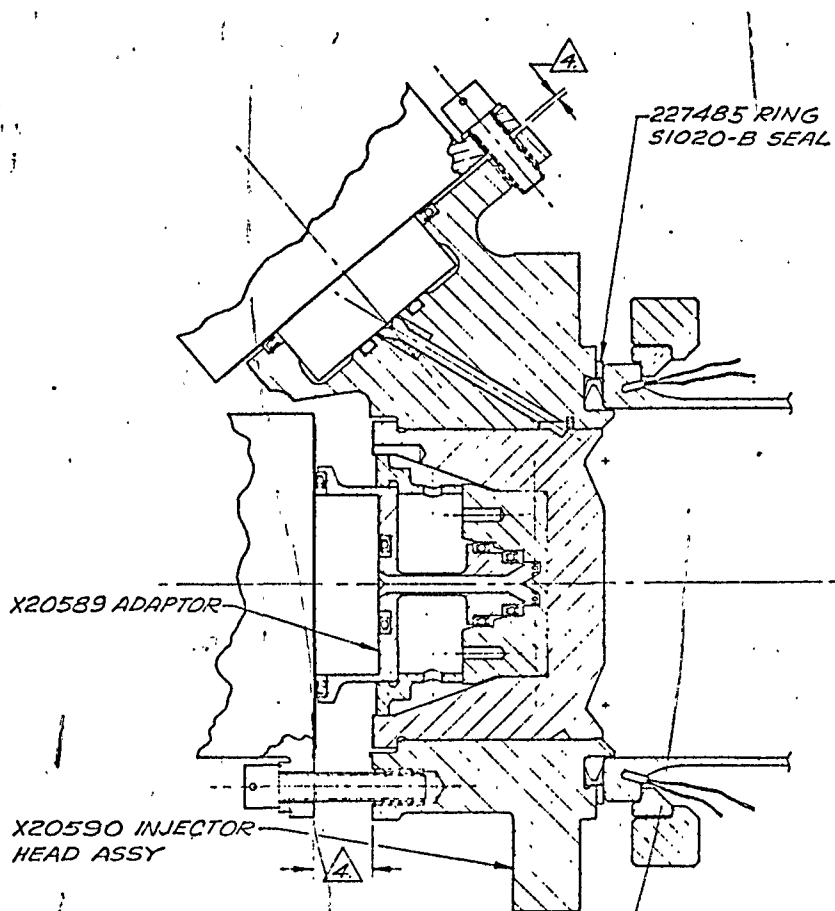 4.
227485 RING
S1020-B SEAL
X20589 ADAPTOR
X20590 INJECTOR
HEAD ASSY
4.